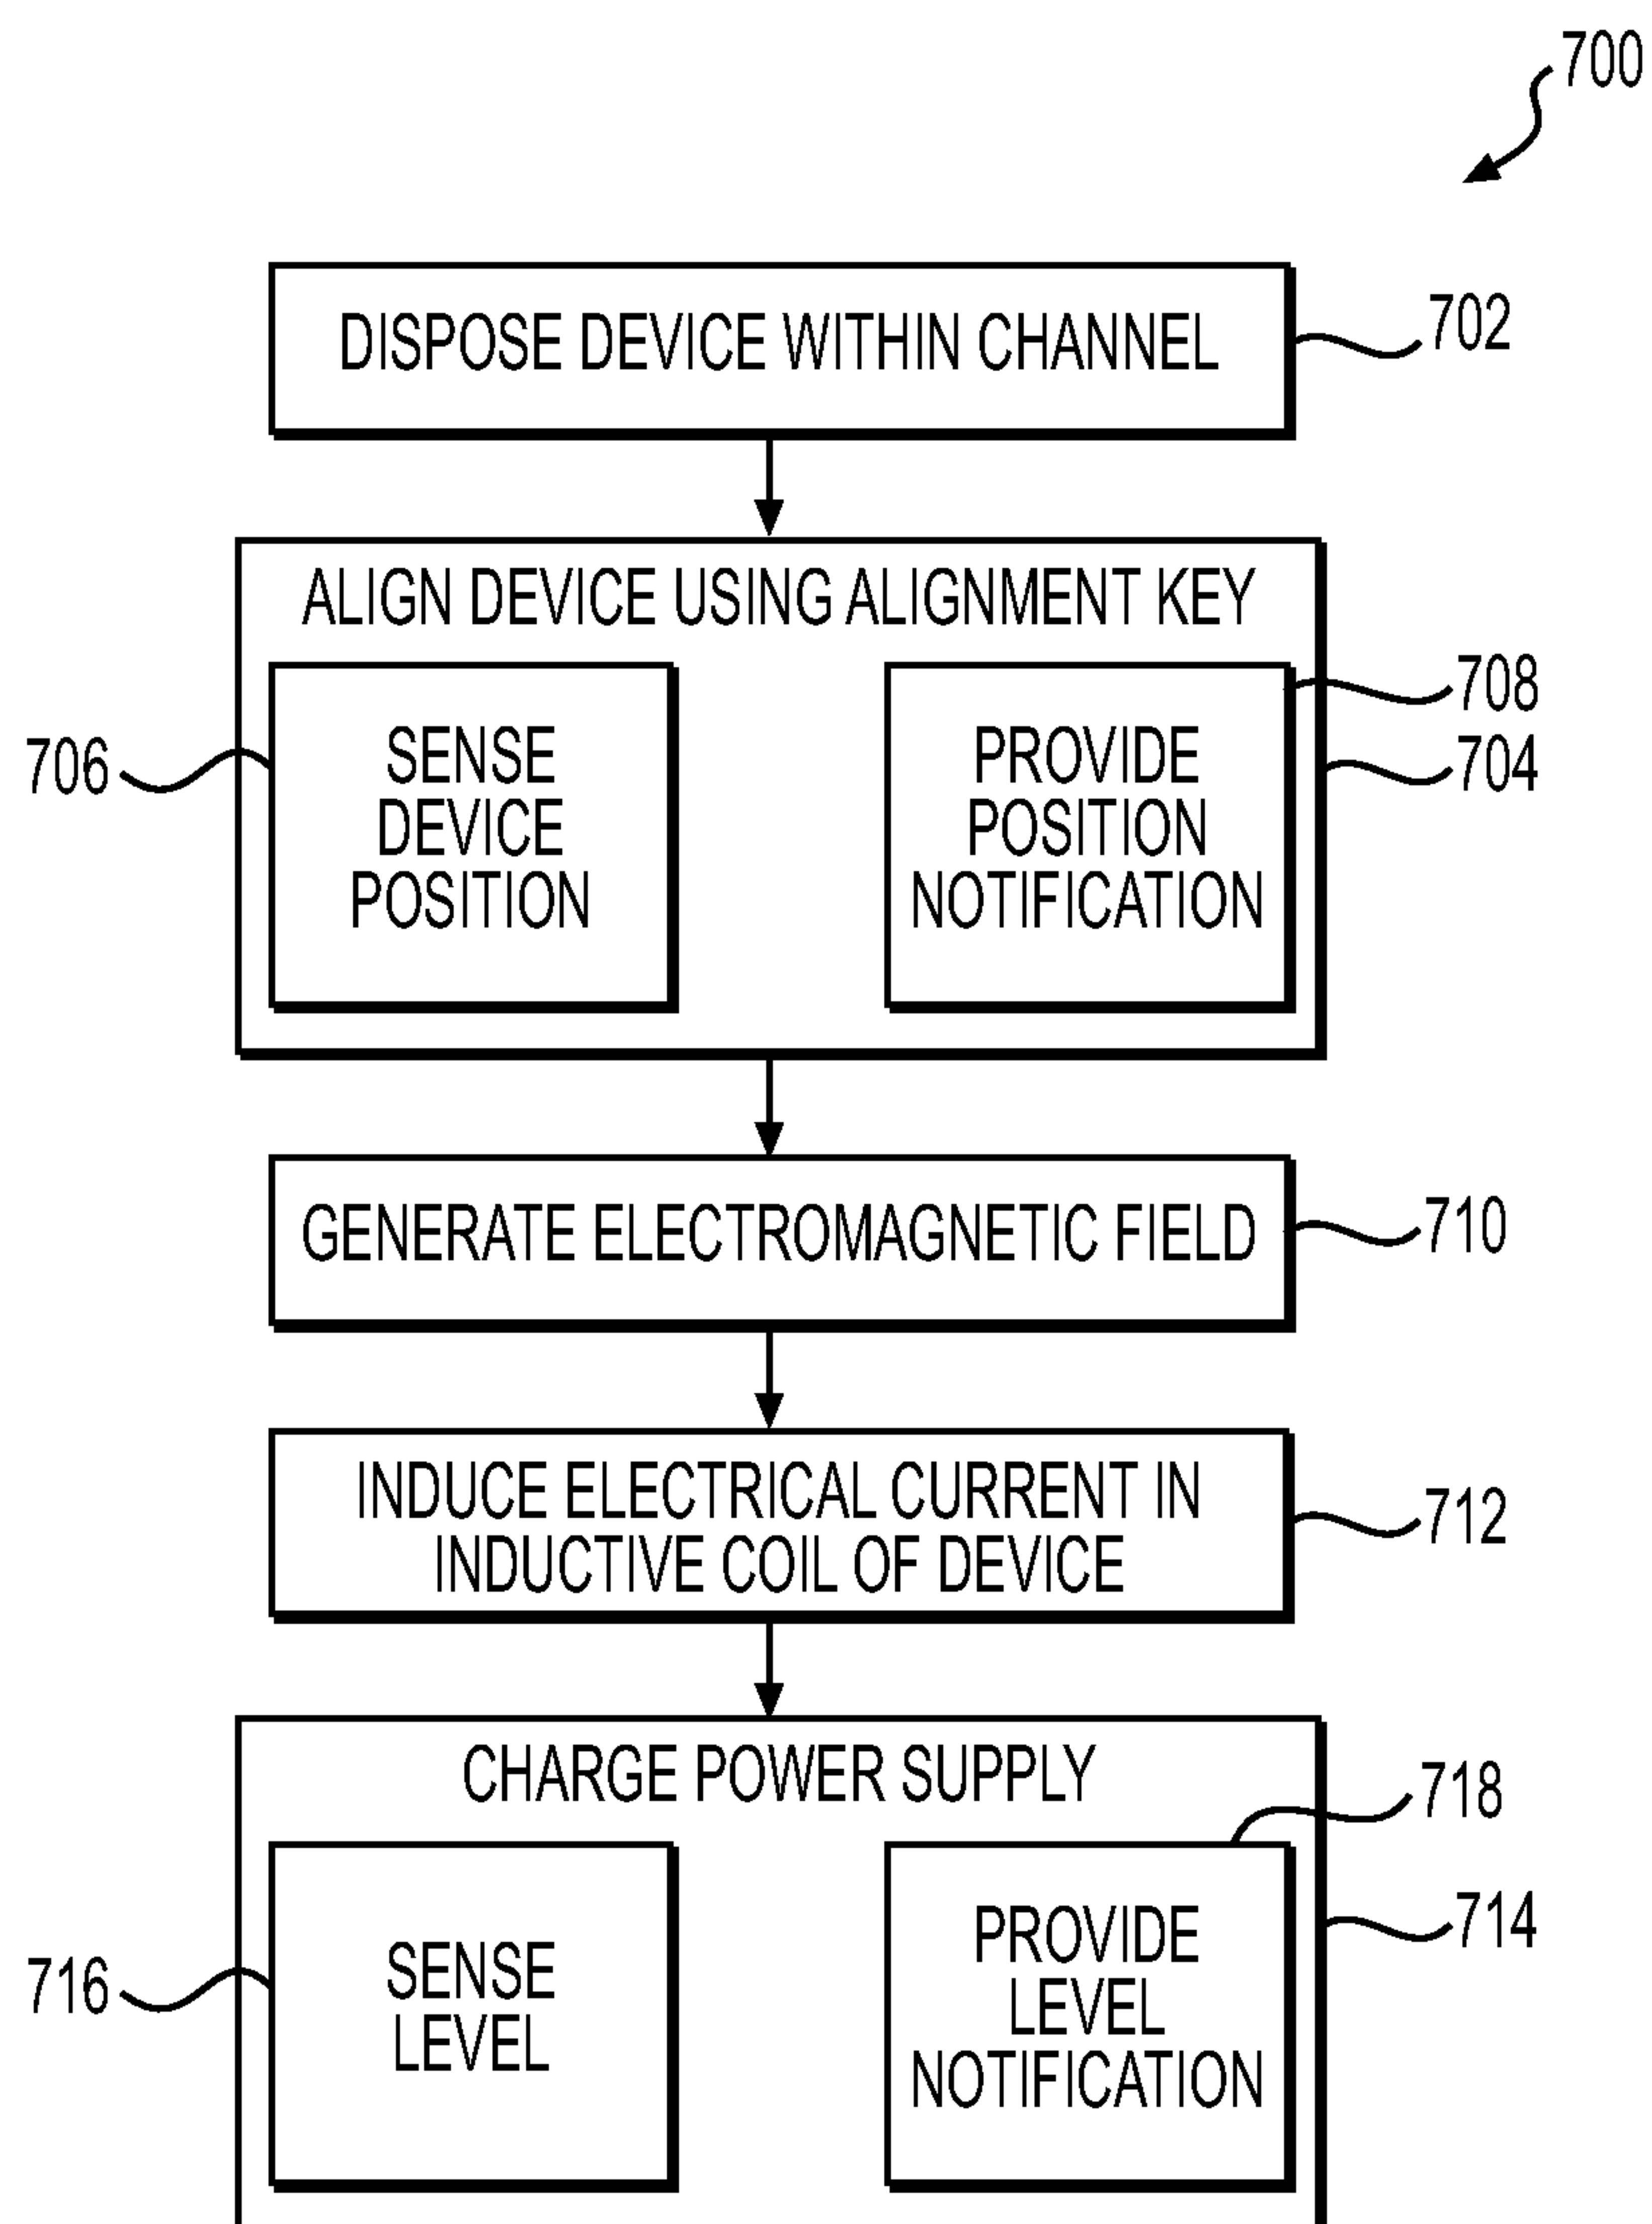 700
DISPOSE DEVICE WITHIN CHANNEL
702
ALIGN DEVICE USING ALIGNMENT KEY
706
SENSE
DEVICE
POSITION
PROVIDE
POSITION
NOTIFICATION
708
704
GENERATE ELECTROMAGNETIC FIELD
710
INDUCE ELECTRICAL CURRENT IN
INDUCTIVE COIL OF DEVICE
712
CHARGE POWER SUPPLY
716
SENSE
LEVEL
PROVIDE
LEVEL
NOTIFICATION
718
714